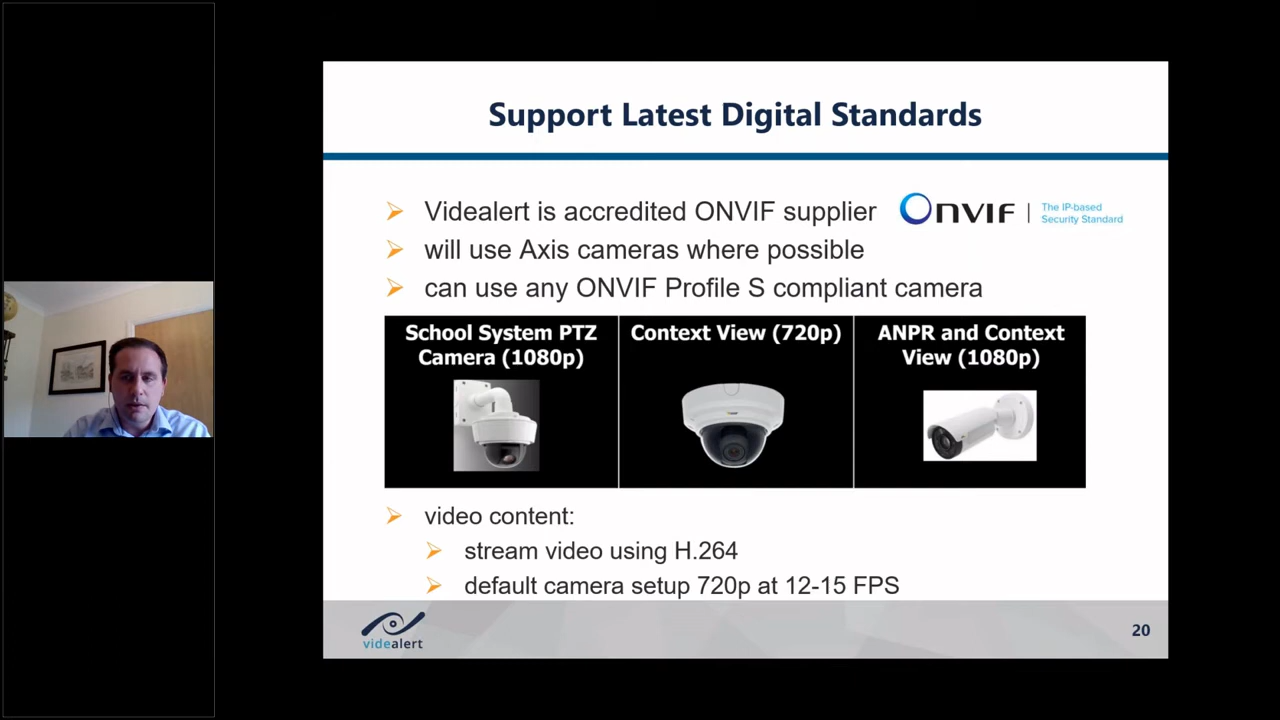 Support Latest Digital Standards
Videalert is accredited ONVIF supplier
ONVIF | The IP-based
Security Standard
will use Axis cameras where possible
can use any ONVIF Profile S compliant camera
School System PTZ
Camera (1080p)
Context View (720p)
ANPR and Context
View (1080p)
video content:
stream video using H.264
default camera setup 720p at 12-15 FPS
videalert
20